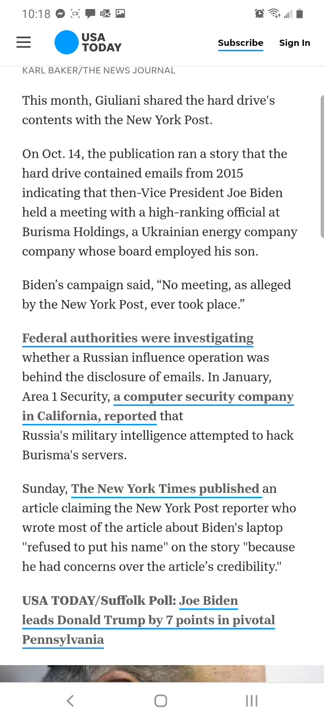 10:18
USA
TODAY
Subscribe
Sign In
KARL BAKER/THE NEWS JOURNAL
This month, Giuliani shared the hard drive's
contents with the New York Post.
On Oct. 14, the publication ran a story that the
hard drive contained emails from 2015
indicating that then-Vice President Joe Biden
held a meeting with a high-ranking official at
Burisma Holdings, a Ukrainian energy company
company whose board employed his son.
Biden's campaign said, “No meeting, as alleged
by the New York Post, ever took place.”
Federal authorities were investigating
whether a Russian influence operation was
behind the disclosure of emails. In January,
Area 1 Security, a computer security company
in California, reported that
Russia's military intelligence attempted to hack
Burisma's servers.
Sunday, The New York Times published an
article claiming the New York Post reporter who
wrote most of the article about Biden's laptop
"refused to put his name" on the story "because
he had concerns over the article’s credibility."
USA TODAY/Suffolk Poll: Joe Biden
leads Donald Trump by 7 points in pivotal
Pennsylvania